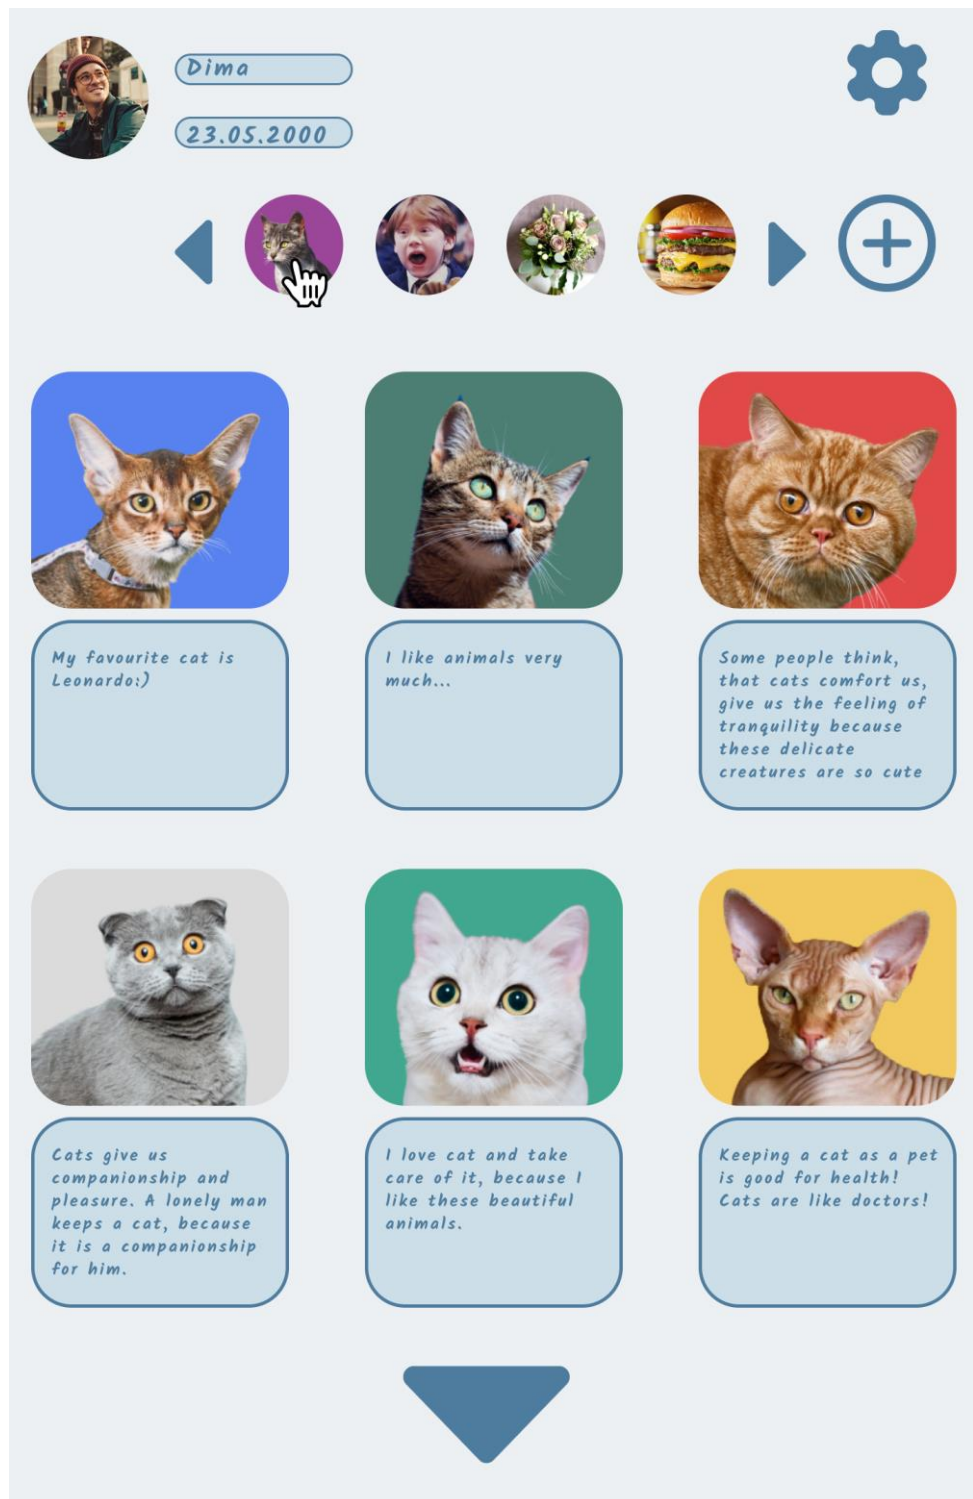 Dima
23.05.2000
My favourite cat is
Leonardo:)
I like animals very
much...
Some people think,
that cats comfort us,
give us the feeling of
tranquility because
these delicate
creatures are so cute
Cats give us
companionship and
pleasure. A lonely man
keeps a cat, because
it is a companionship
for him.
I love cat and take
care of it, because I
like these beautiful
animals.
Keeping a cat as a pet
is good for health!
Cats are like doctors!